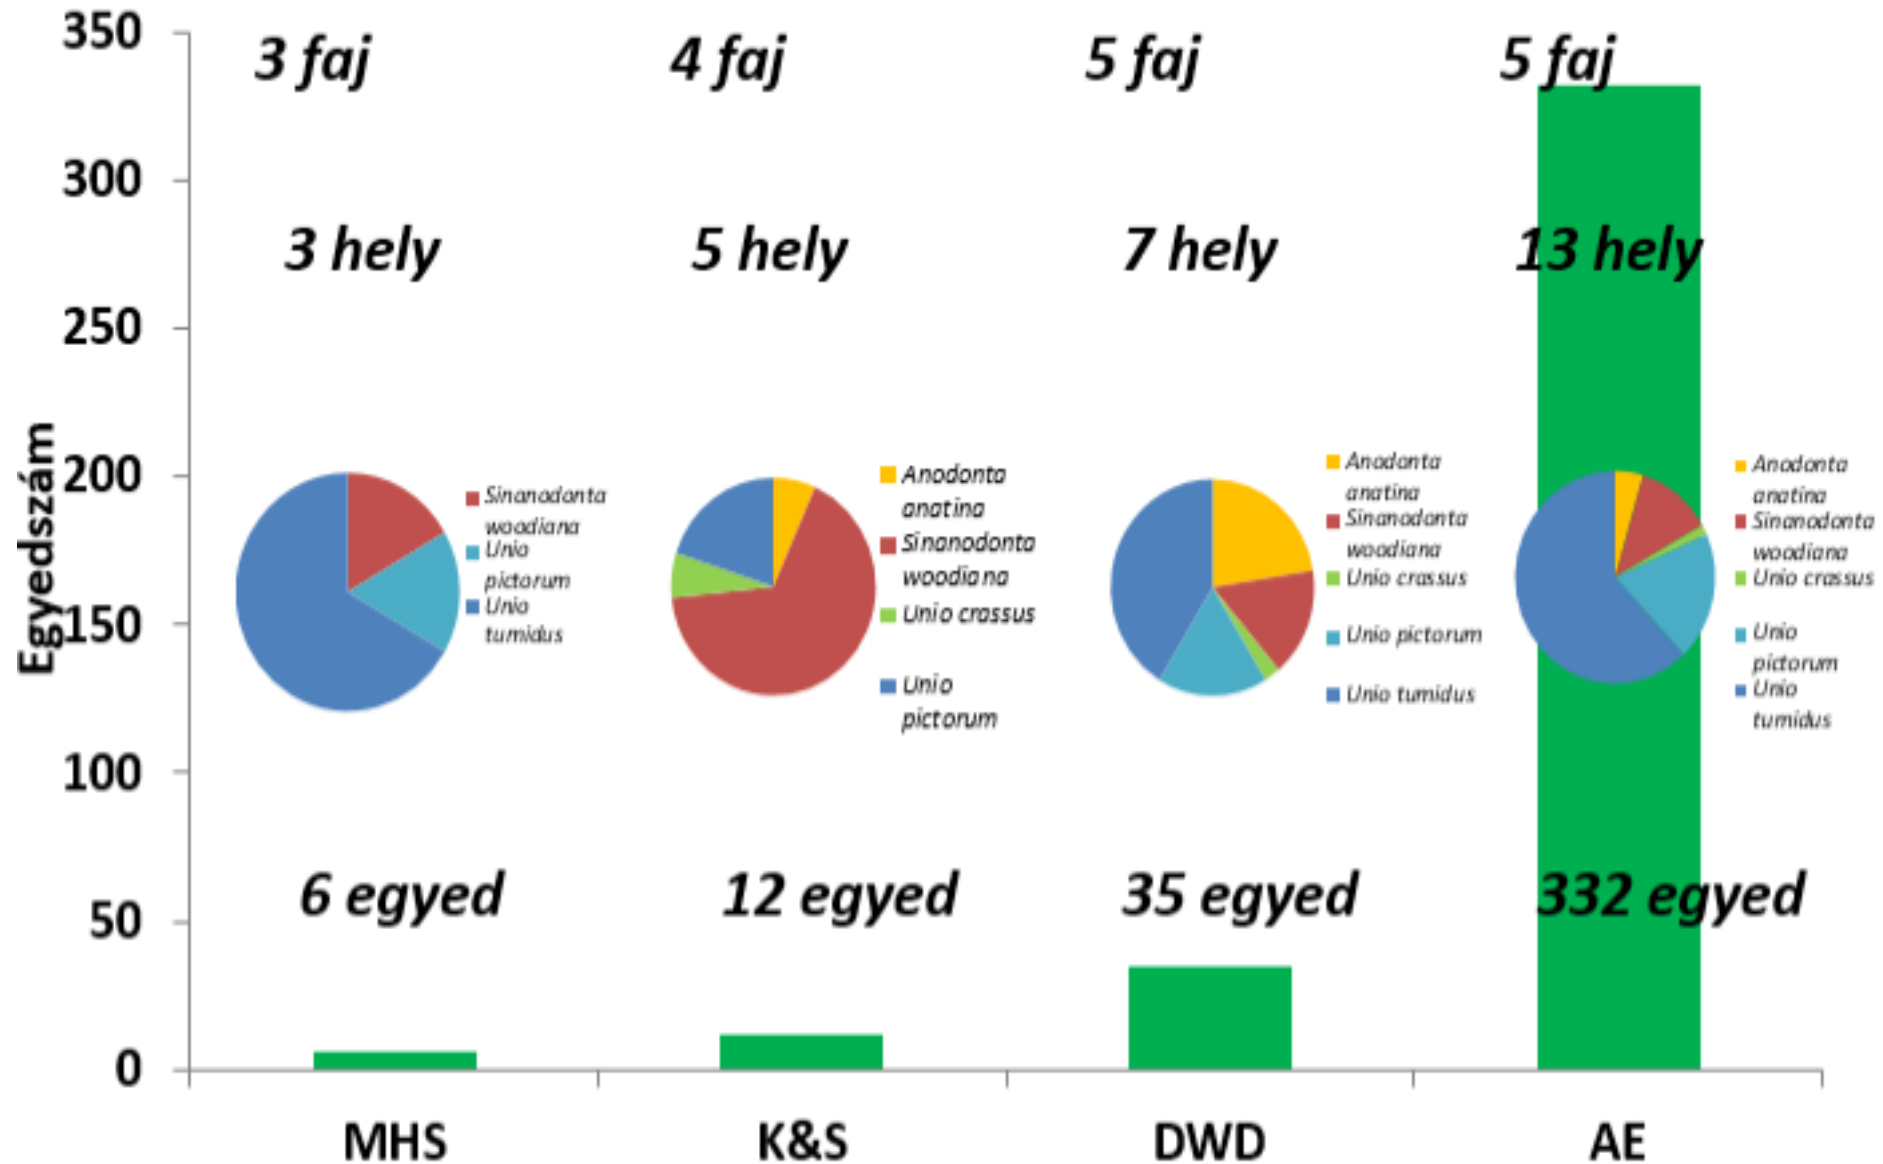 350
300
250
200
150
100
50
0
Egyedszám
3 faj
4 faj
5 faj
5 faj
3 hely
5 hely
7 hely
13 hely
Sinanodonta
woodiana
Unio
pictorum
Unio
tumidus
Anodonta
anatina
Sinanodonta
woodiana
Unio crassus
Unio
pictorum
Anodonta
anatina
Sinanodonta
woodiana
Unio crassus
Unio pictorum
Unio tumidus
Anodonta
anatina
Sinanodonta
woodiana
Unio crassus
Unio
pictorum
Unio
tumidus
6 egyed
12 egyed
35 egyed
332 egyed
MHS
K&S
DWD
AE